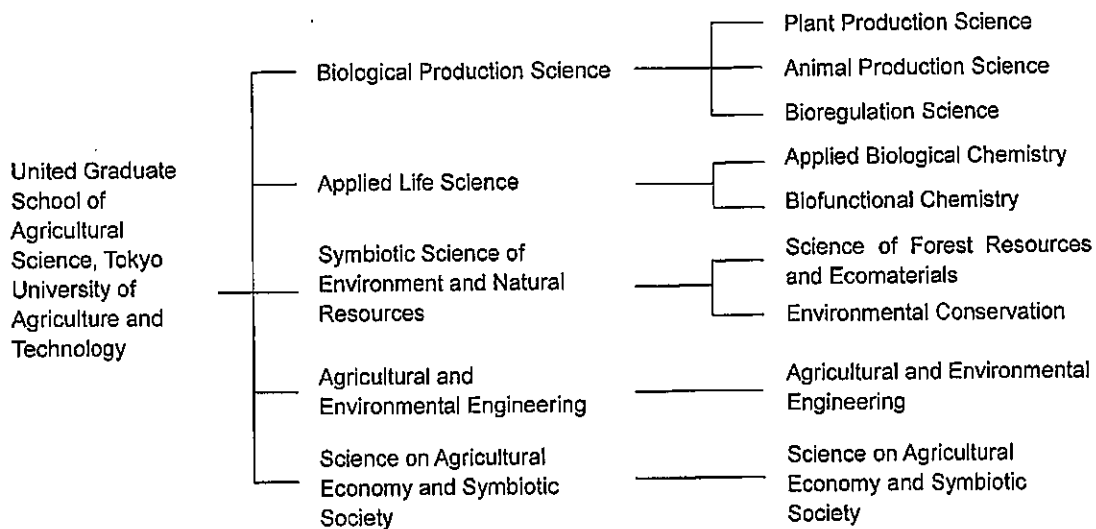 United Graduate
School of
Agricultural
Science, Tokyo
University of
Agriculture and
Technology
Biological Production Science
Plant Production Science
Animal Production Science
Bioregulation Science
Applied Life Science
Applied Biological Chemistry
Biofunctional Chemistry
Symbiotic Science of
Environment and Natural
Resources
Science of Forest Resources
and Ecomaterials
Environmental Conservation
Agricultural and
Environmental Engineering
Agricultural and Environmental
Engineering
Science on Agricultural
Economy and Symbiotic
Society
Science on Agricultural
Economy and Symbiotic
Society